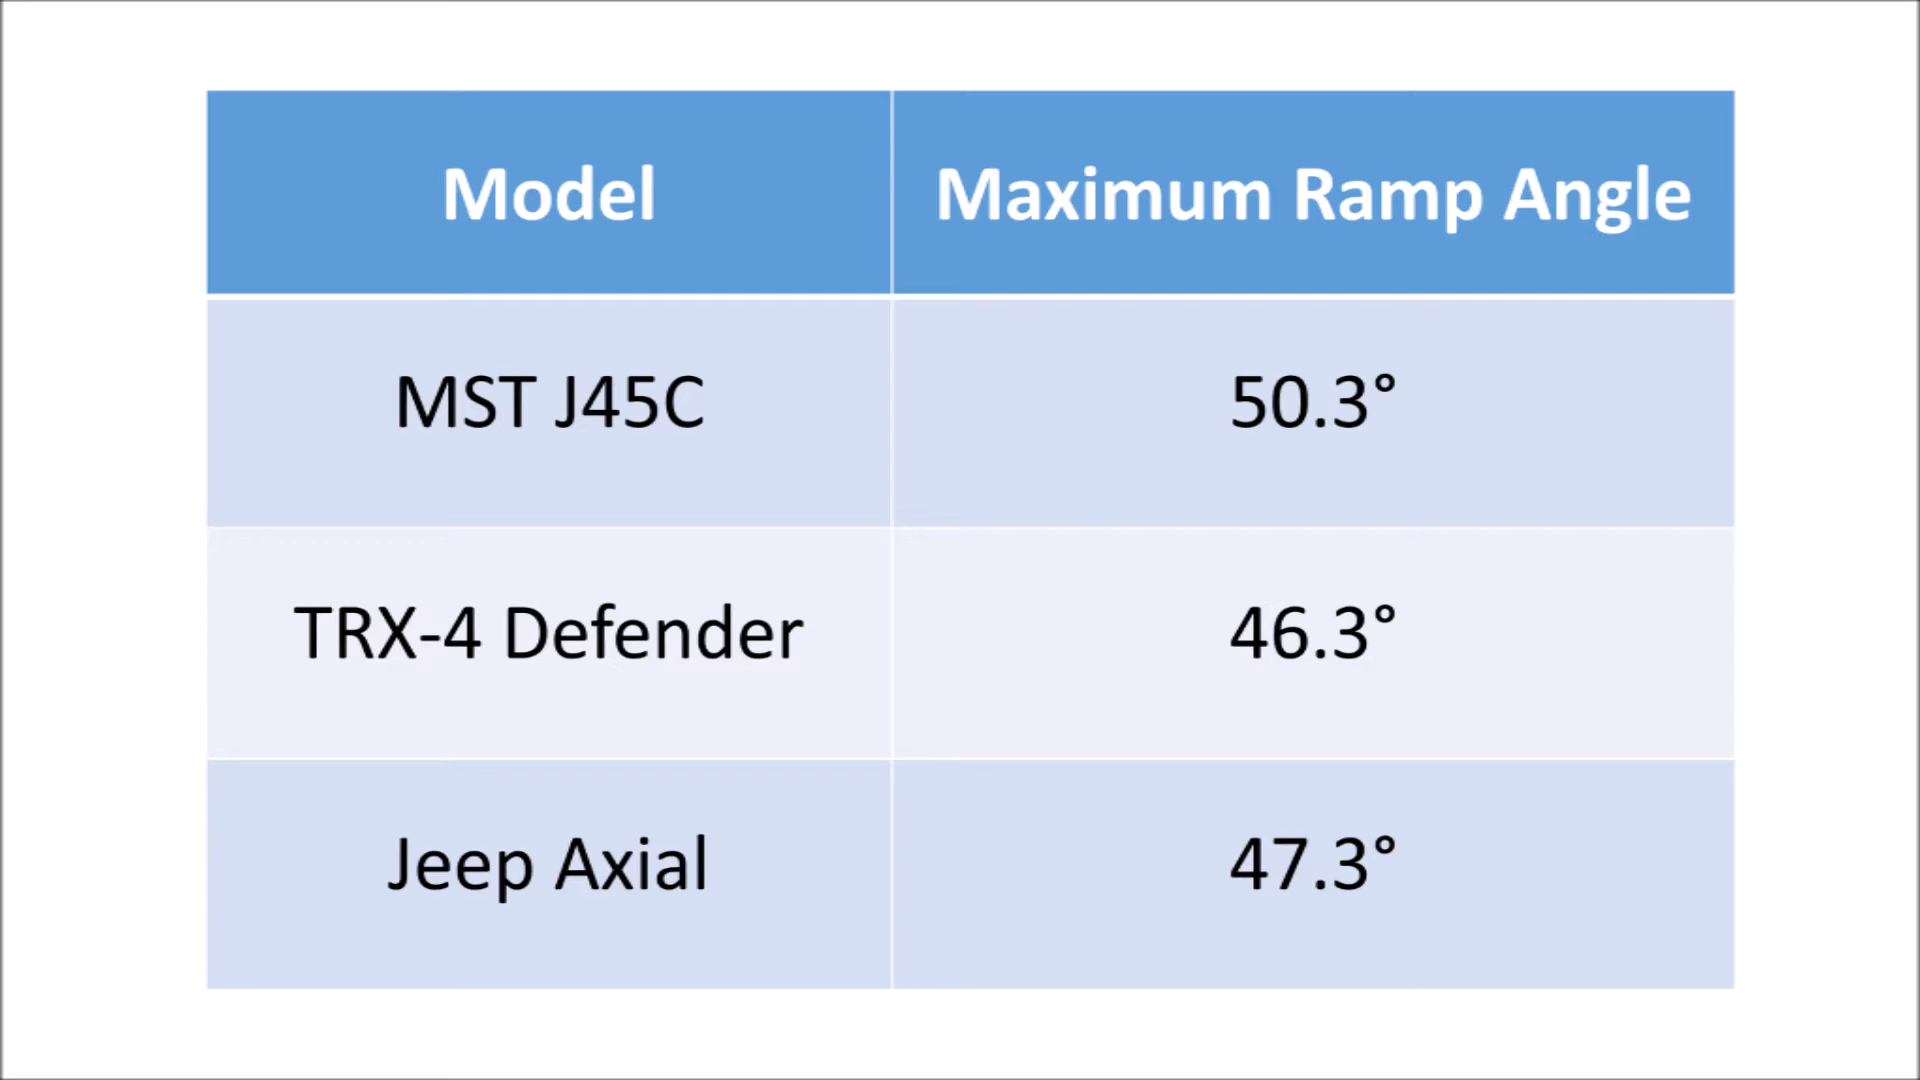 Model Maximum Ramp Angle
MST J45C 50.3°
TRX-4 Defender 46.3°
Jeep Axial 47.3°